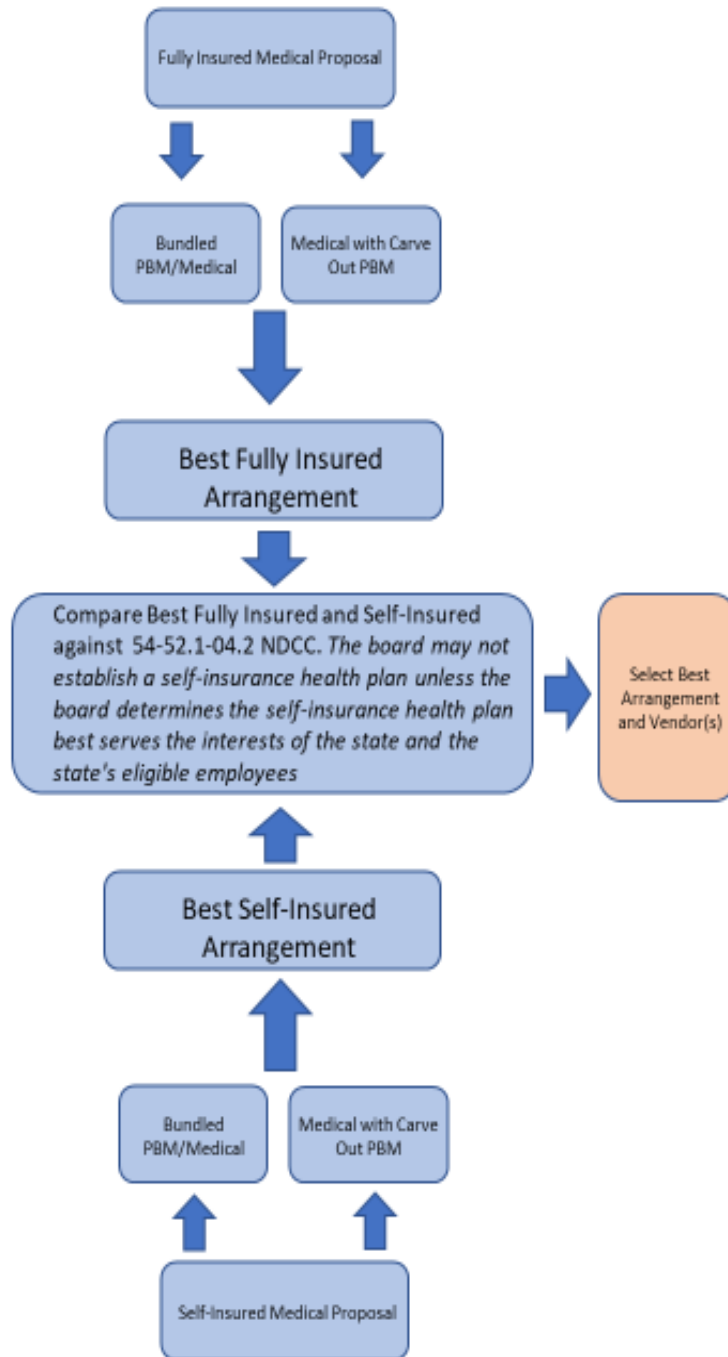 Fully Insured Medical Proposal
Bundled
PBM/Medical
Medical with Carve
Out PBM
Best Fully Insured
Arrangement
Compare Best Fully Insured and Self-Insured
against 54-52.1-04.2 NDCC. The board may not
establish a self-insurance health plan unless the
board determines the self-insurance health plan
best serves the interests of the state and the
state's eligible employees
Select Best
Arrangement
and Vendor(s)
Best Self-Insured
Arrangement
Bundled
PBM/Medical
Medical with Carve
Out PBM
Self-Insured Medical Proposal